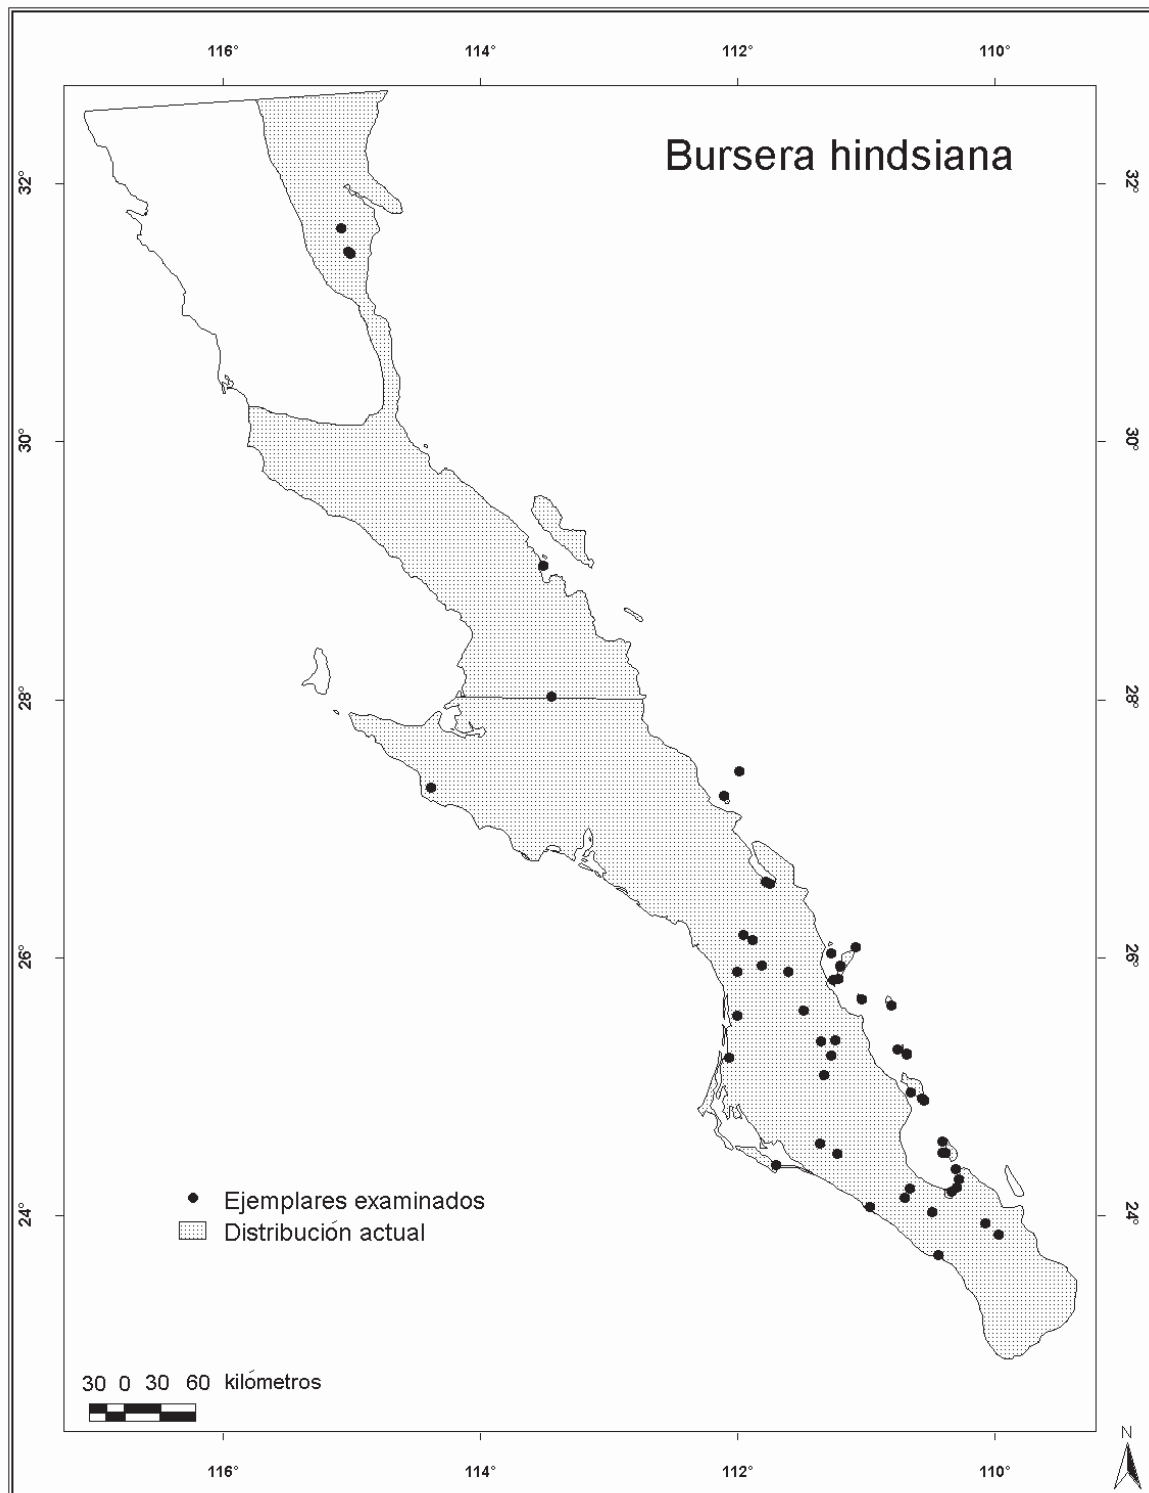 116° 114° 112° 110°
Bursera hindsiana
32° 32°
30° 30°
28° 28°
26° 26°
24° 24°
Ejemplares examinados
Distribución actual
30 0 30 60 kilómetros
116° 114° 112° 110°
N